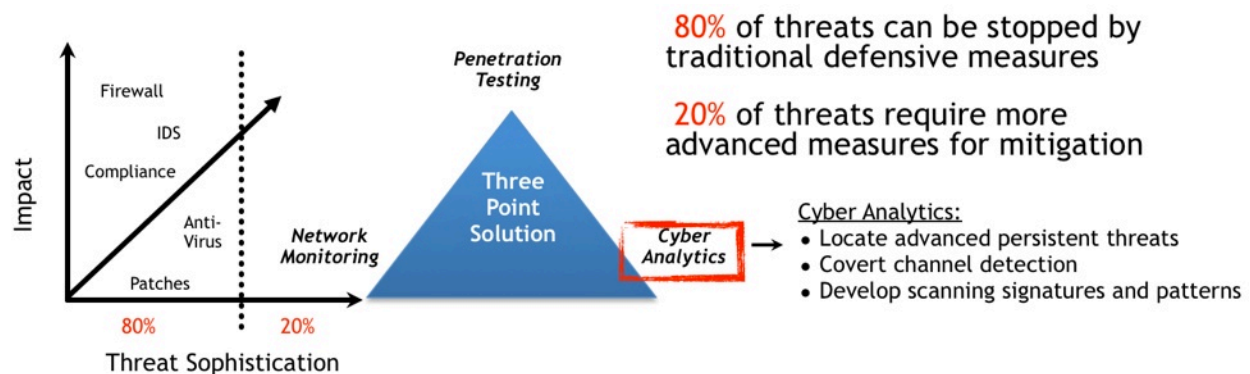 Impact
Firewall
IDS
Compliance
Anti-
Virus
Patches
80%
20%
Threat Sophistication
Penetration
Testing
Three
Point
Solution
Network
Monitoring
Cyber
Analytics
80% of threats can be stopped by
traditional defensive measures
20% of threats require more
advanced measures for mitigation
Cyber Analytics:
• Locate advanced persistent threats
• Covert channel detection
• Develop scanning signatures and patterns